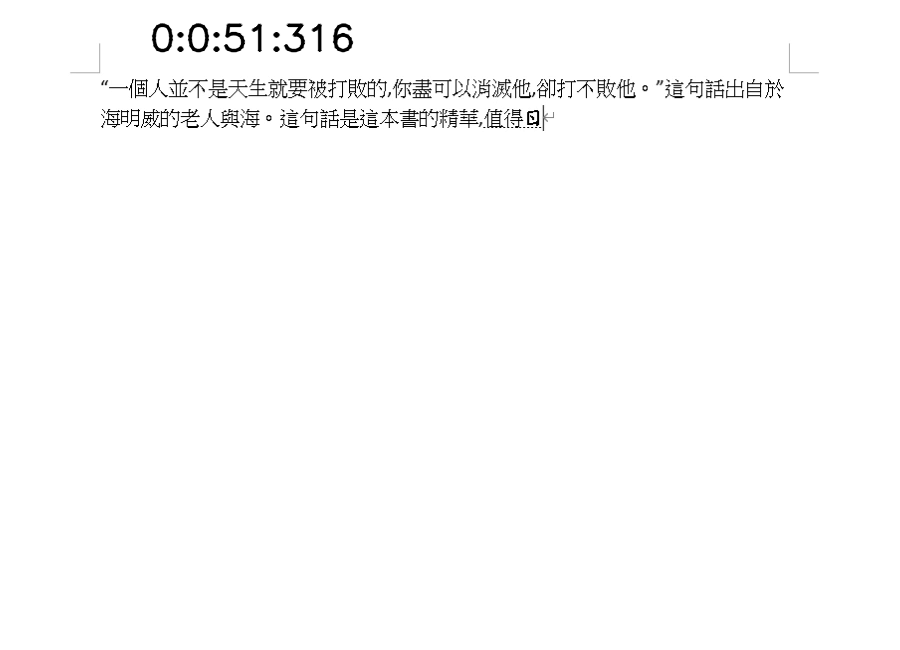 0:0:51:316
“一個人並不是天生就要被打敗的,你盡可以消滅他,卻打不敗他。”這句話出自於
海明威的老人與海。這句話是這本書的精華,值得